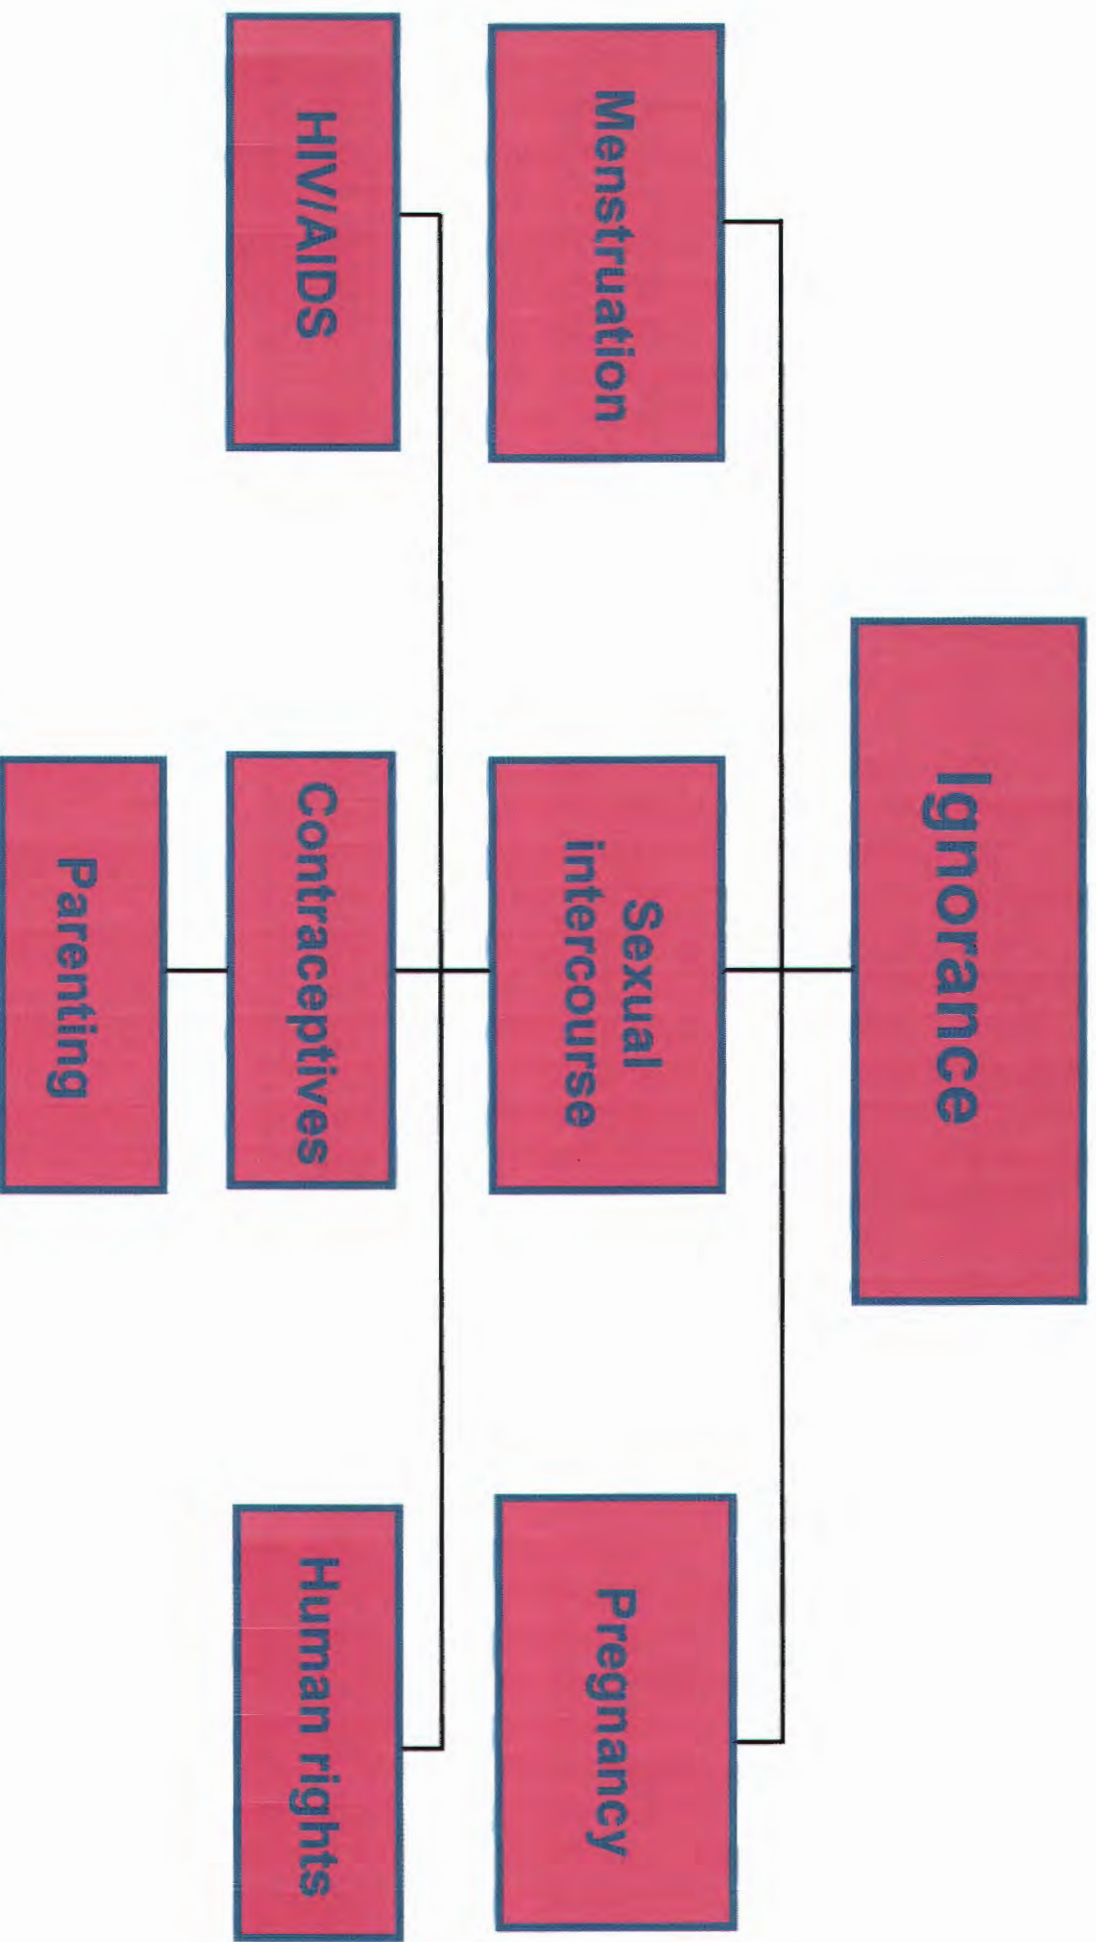 Ignorance
Menstruation
Sexual
intercourse
Pregnancy
HIV/AIDS
Contraceptives
Human rights
Parenting